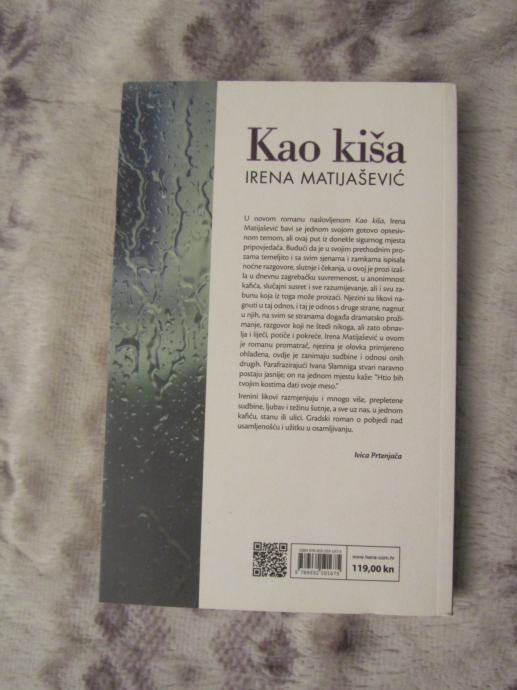 Kao kiša
IRENA MATIJAŠEVIĆ
U novom romanu naslovljenom Kao kiša, Irena
Matijašević bavi se jednom svojom gotovo opsesiv-
nom temom, ali ovaj put iz donekle sigurnog mjesta
pripovjedača. Budući da je u svojim prethodnim pro-
zama temeljito i sa svim sjenama i zamkama ispisala
noćne razgovore, slutnje i čekanja, u ovoj je prozi izaš-
la u dnevnu zagrebačku suvremenost, u anonimnost
kafića, slučajni susret i sve razumijevanje, ali i svu za-
bunu koja iz toga može proizaći. Njezini su likovi na-
gnuti u taj odnos, i taj je odnos s druge strane, nagnut
u njih, na svim se stranama događa dramatsko proži-
manje, razgovor koji ne štedi nikoga, ali zato obnav-
lja i liječi, potiče i pokreće. Irena Matijašević u ovom
je romanu promatrač, njezina je olovka primjereno
ohlađena, ovdje je zanimaju sudbine i odnosi onih
drugih. Parafrazirajući Ivana Slamniga stvari naravno
postaju jasnije; on na jednom mjestu kaže: "Htio bih
tvojim kostima dati svoje meso."
Irenini likovi razmjenjuju i mnogo više, prepletene
sudbine, ljubav i težinu šutnje, a sve uz nas, u jednom
kafiću, stanu ili ulici. Gradski roman o pobjedi nad
usamljenošću i užitku u osamljivanju.
Ivica Prtenjača
119,00 kn